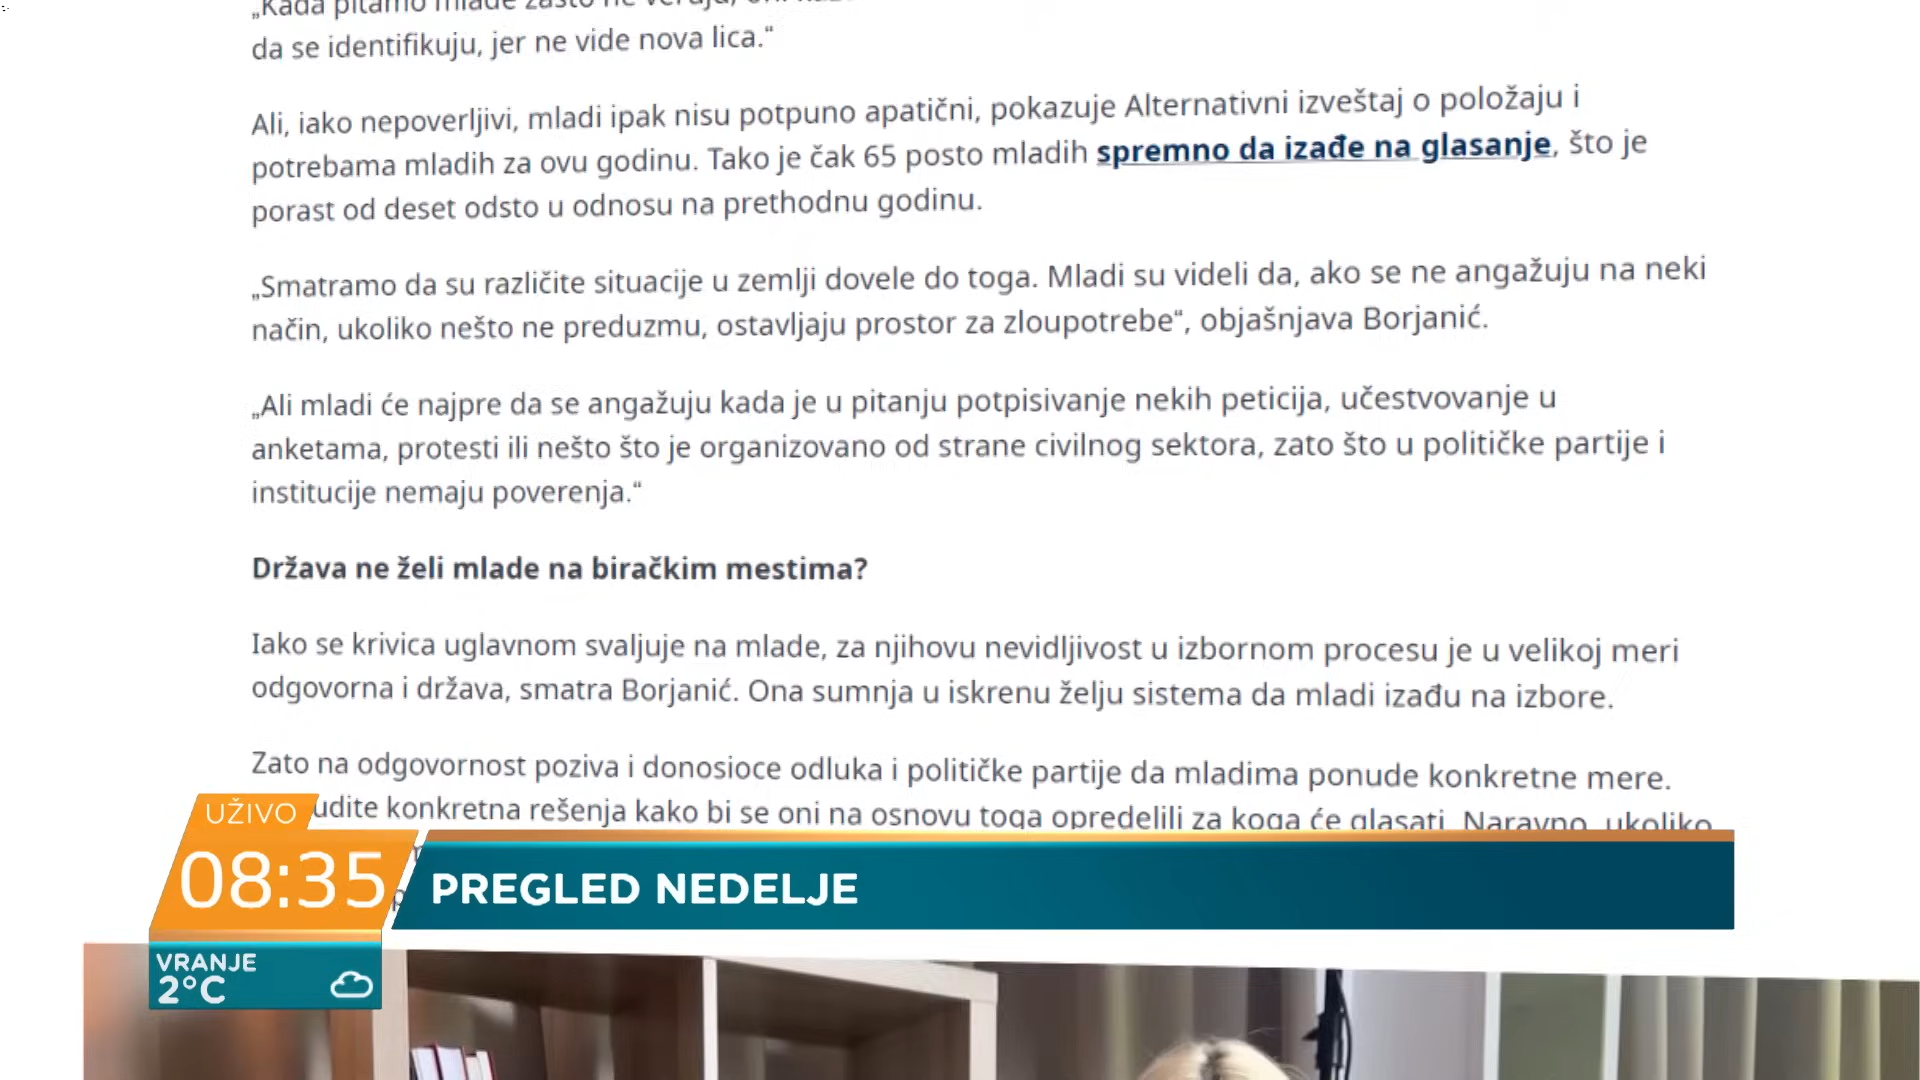 „Kada pitamo mlade zašto ne veruju, oni
da se identifikuju, jer ne vide nova lica.“
Ali, iako nepoverljivi, mladi ipak nisu potpuno apatični, pokazuje Alternativni izveštaj o položaju i
potrebama mladih za ovu godinu. Tako je čak 65 posto mladih spremno da izađe na glasanje, što je
porast od deset odsto u odnosu na prethodnu godinu.
„Smatramo da su različite situacije u zemlji dovele do toga. Mladi su videli da, ako se ne angažuju na neki
način, ukoliko nešto ne preduzmu, ostavljaju prostor za zloupotrebe“, objašnjava Borjanić.
„Ali mladi će najpre da se angažuju kada je u pitanju potpisivanje nekih peticija, učestvovanje u
anketama, protesti ili nešto što je organizovano od strane civilnog sektora, zato što u političke partije i
institucije nemaju poverenja.“
Država ne želi mlade na biračkim mestima?
Iako se krivica uglavnom svaljuje na mlade, za njihovu nevidljivost u izbornom procesu je u velikoj meri
odgovorna i država, smatra Borjanić. Ona sumnja u iskrenu želju sistema da mladi izađu na izbore.
Zato na odgovornost poziva i donosioce odluka i političke partije da mladima ponude konkretne mere.
udite konkretna rešenja kako bi se oni na osnovu toga opredelili za koga će glasati. Naravno, ukoliko
UŽIVO
08:35
PREGLED NEDELJE
VRANJE
2°C